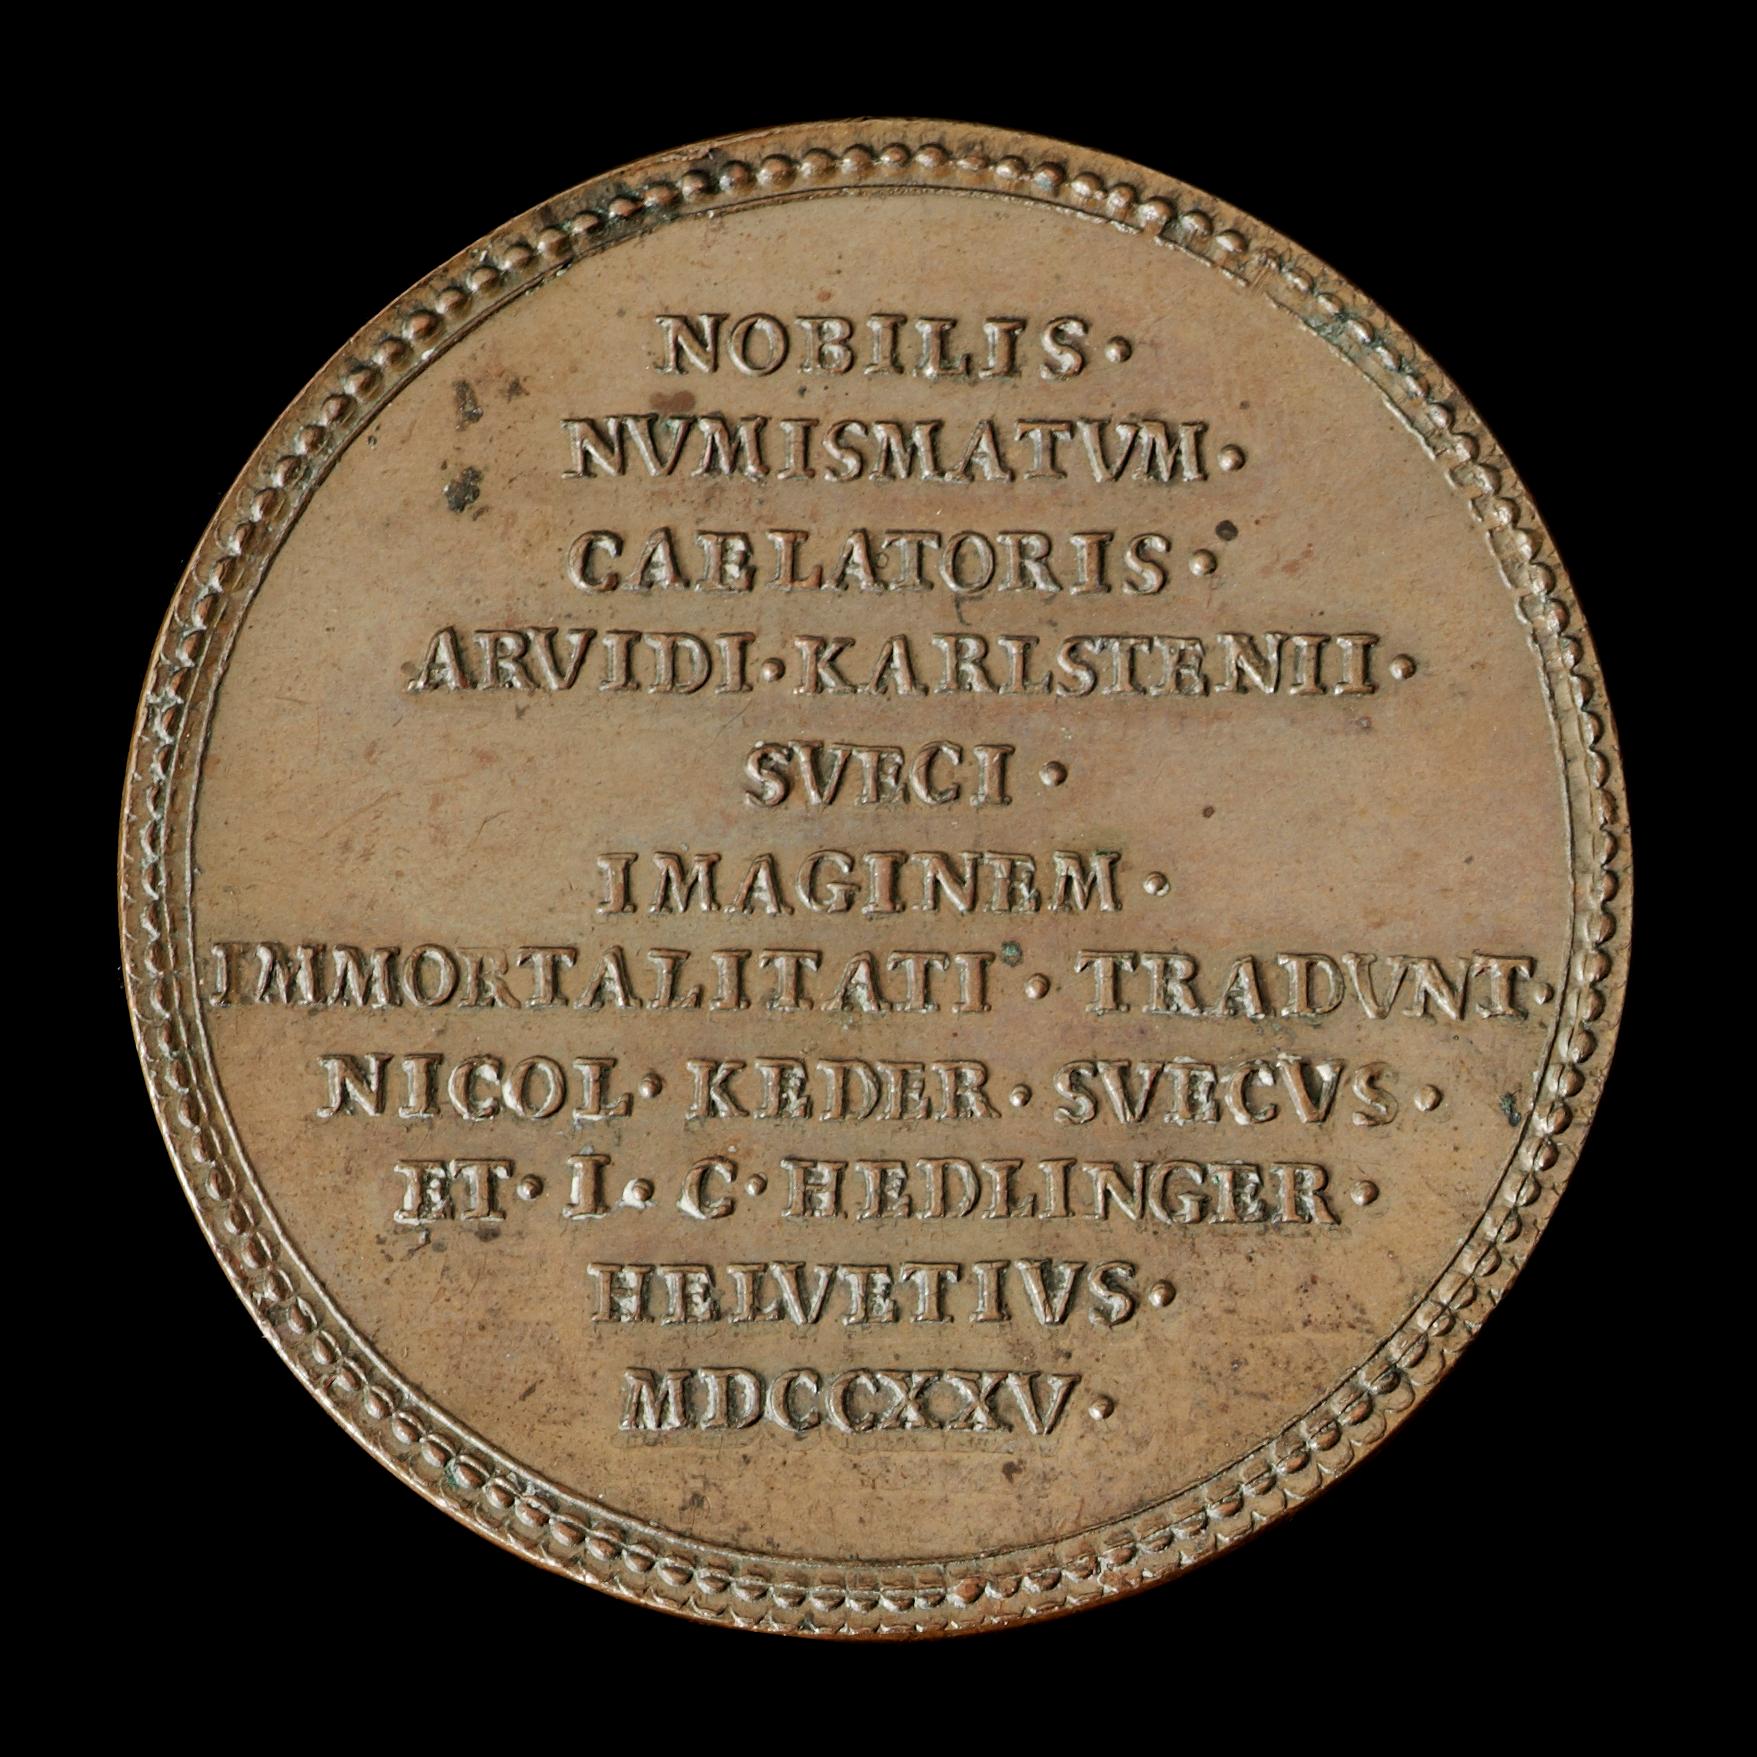 NOBILIS·
NVMISMATVM·
CAELATORIS·
ARVIDI·KARLSTENII·
SVECI·
IMAGINEM·
IMMORTALITATI·TRADVNT·
NICOL·KEDER·SVECVS·
ET·I·C·HEDLINGER·
HELVETIVS·
MDCCXXV·